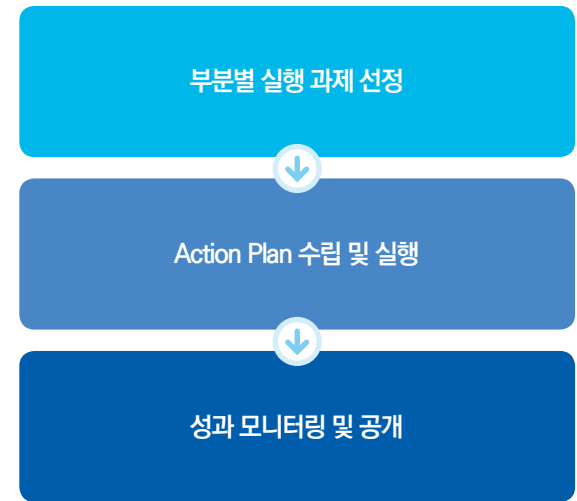 부분별 실행 과제 선정
Action Plan 수립 및 실행
성과 모니터링 및 공개